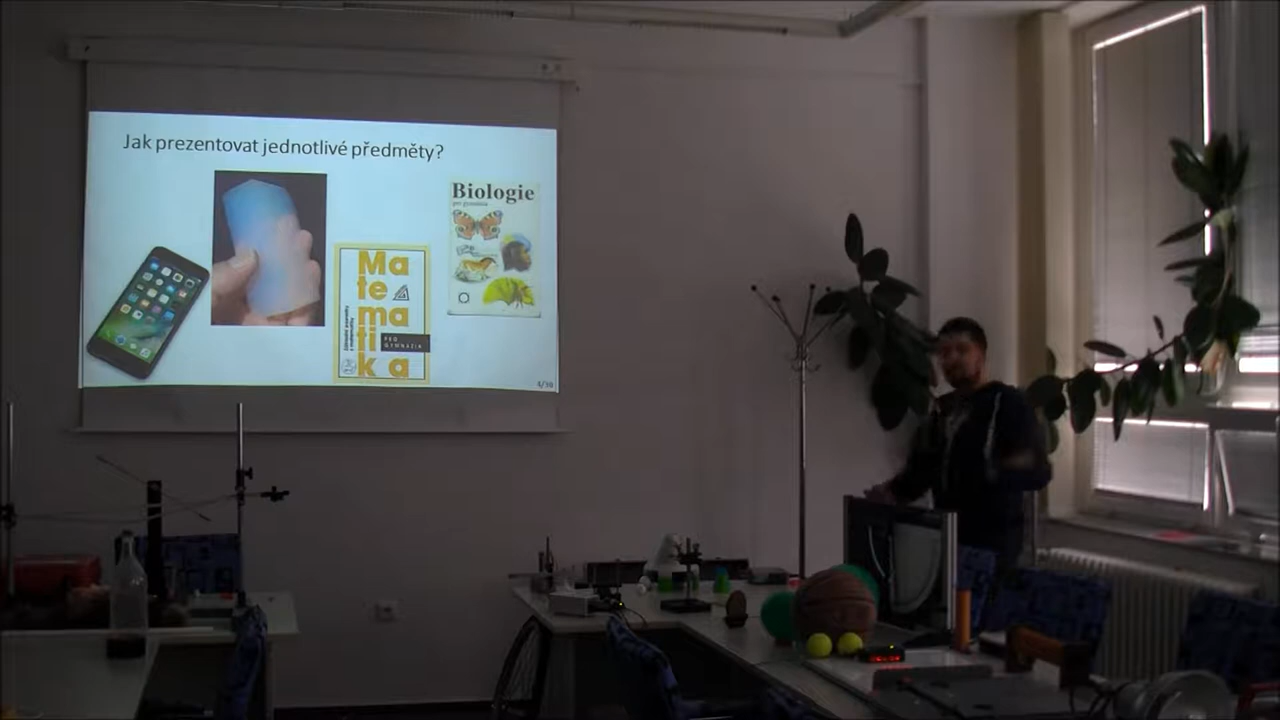 Jak prezentovat jednotlivé předměty?
Biologie
pro gymnázia
Ma
te
ma
ti
k a
PRO
GYMNÁZIA